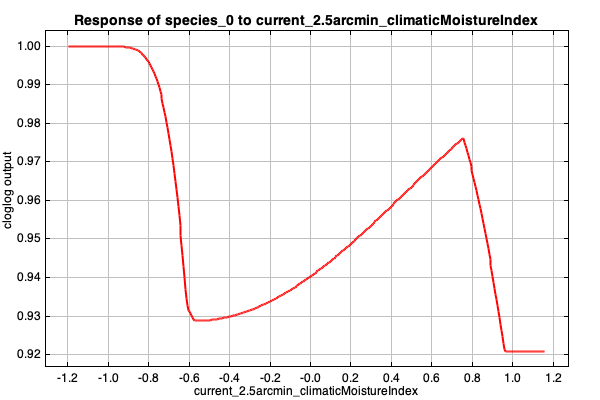 Response of species_0 to current_2.5arcmin_climaticMoistureIndex
cloglog output
1.00
0.99
0.98
0.97
0.96
0.95
0.94
0.93
0.92
-1.2 -1.0 -0.8 -0.6 -0.4 -0.2 -0.0 0.2 0.4 0.6 0.8 1.0 1.2
current_2.5arcmin_climaticMoistureIndex